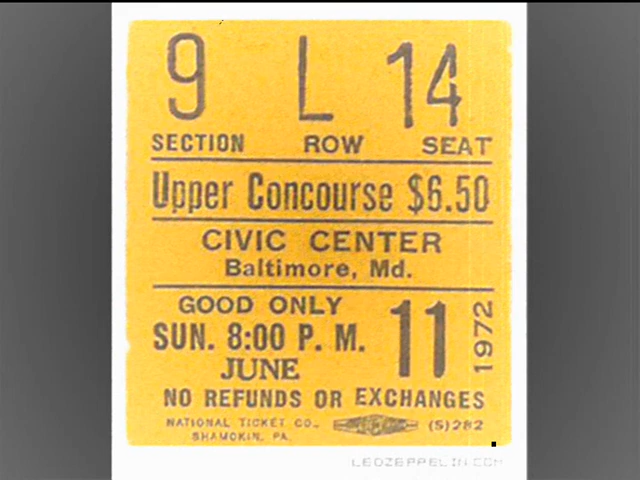 9 L 14
SECTION ROW SEAT
Upper Concourse $6.50
CIVIC CENTER
Baltimore, Md.
GOOD ONLY
SUN. 8:00 P. M.
JUNE
11
1972
NO REFUNDS OR EXCHANGES
NATIONAL TICKET CO.
(S)282
SHAMOKIN, PA.
LEDZEPPELIN.COM